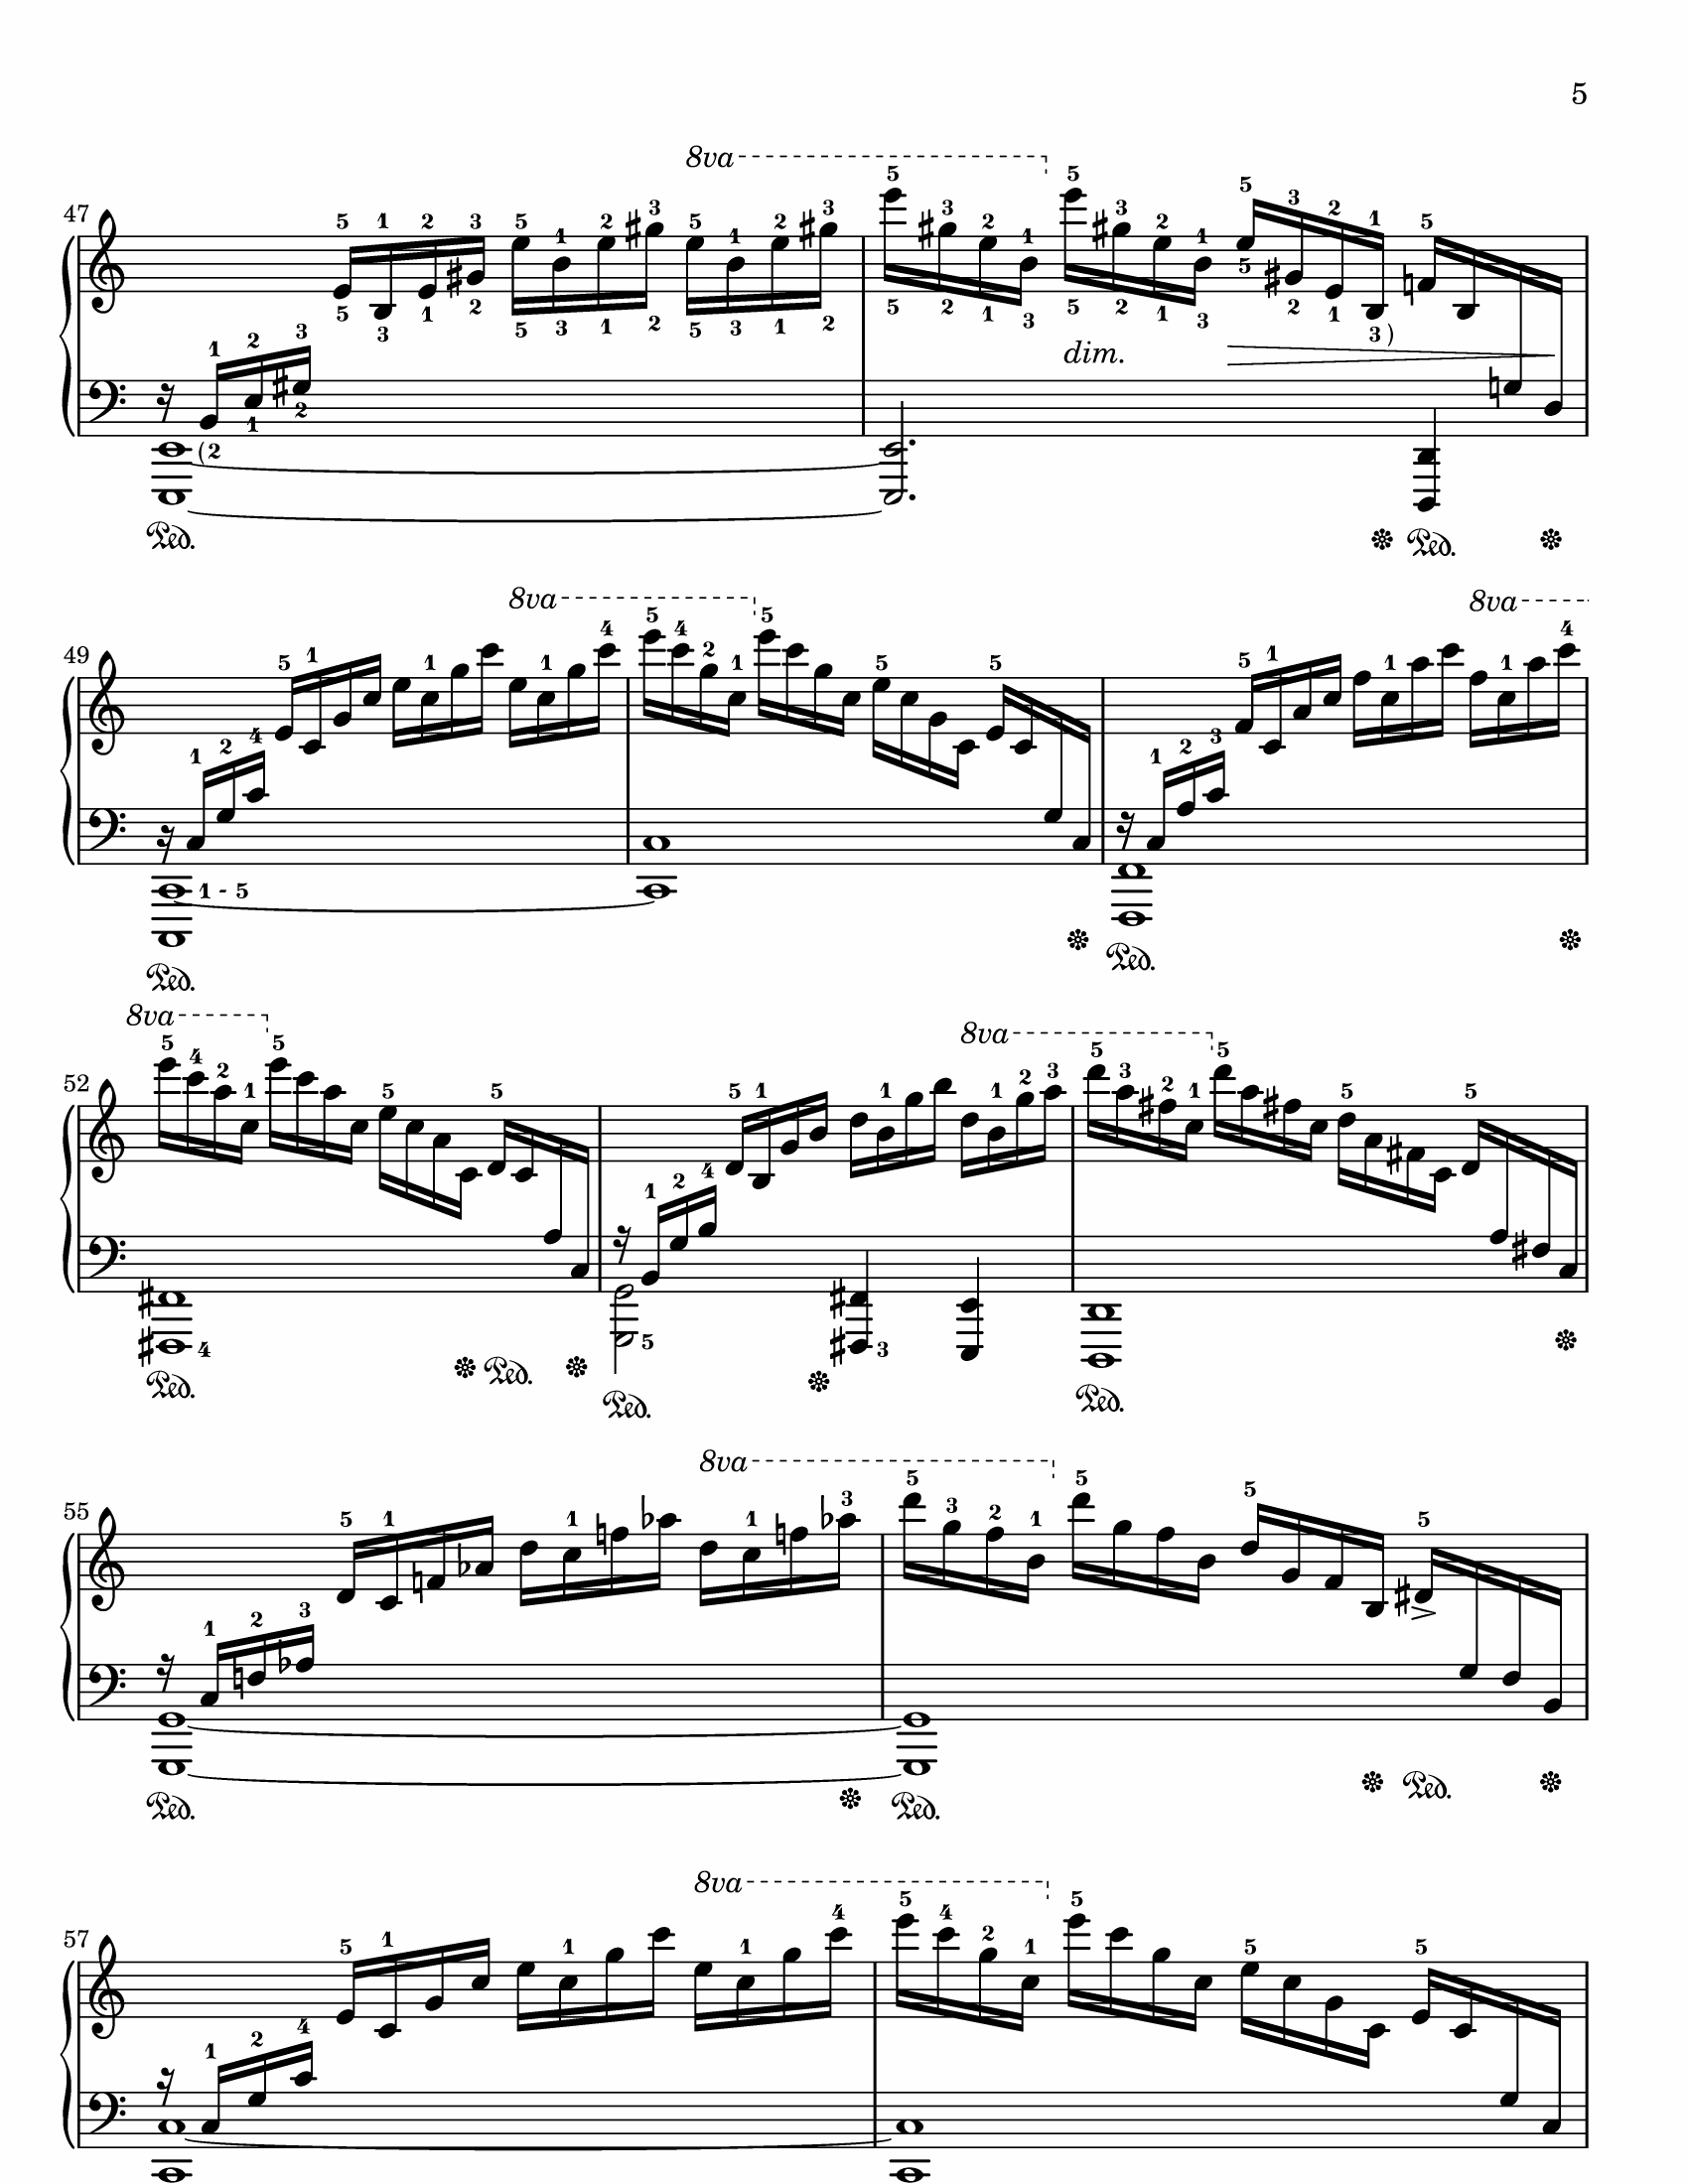 5
8va
47 5 1 2 3 5 1 2 3 5 1 2 3 5 3 2 1 5 3 2 1 5 3 2 1 5
5 3 1 2 5 3 1 2 5 3 1 2 5 2 1 3 5 2 1 3 5 2 1 3 )
dim.
1 2 3
( 2 1 2
Ped. Ped.
8va 8va
49 5 1 1 1 4 5 4 2 1 5 5 5 5 1 1 1 4
1 2 4 1 2 3
1 - 5
Ped. Ped.
8va 8va
52 5 4 2 1 5 5 5 5 1 1 1 2 3 5 3 2 1 5 5 5
1 2 4
4 5 3
Ped. Ped. Ped. Ped.
8va
55 5 1 1 1 3 5 3 2 1 5 5 5
1 2 3
Ped. Ped. Ped.
8va
57 5 1 1 1 4 5 4 2 1 5 5 5
1 2 4